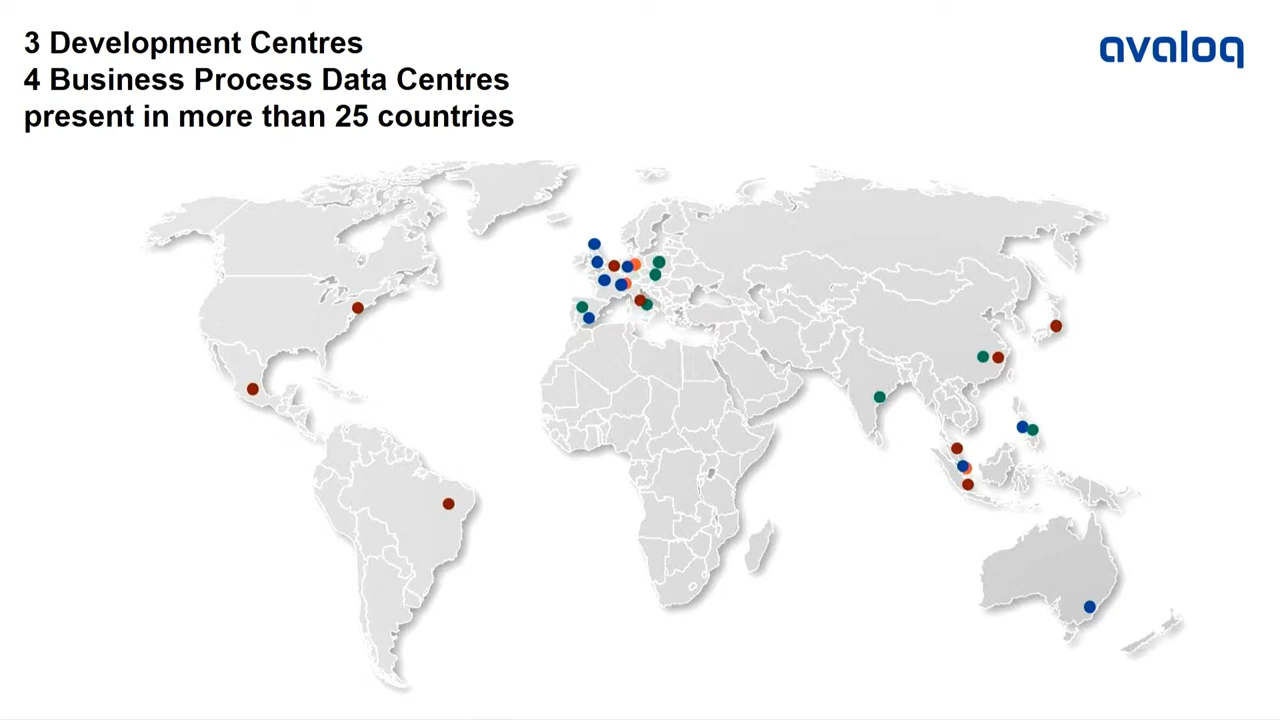 3 Development Centres
4 Business Process Data Centres
present in more than 25 countries
avaloq